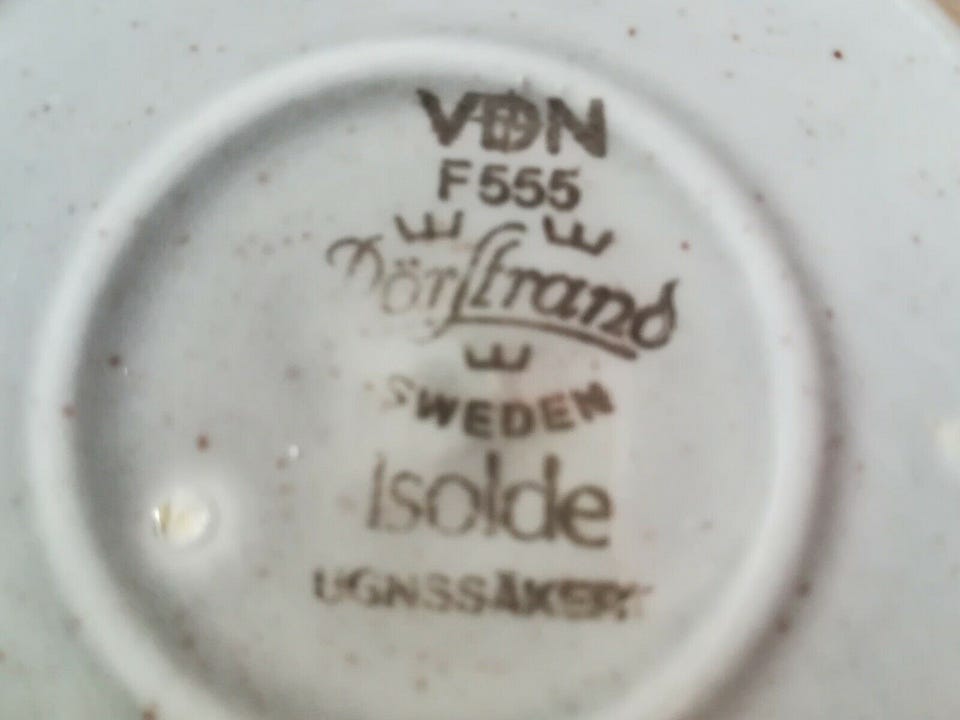 VDN
F555
Rörstrand
SWEDEN
Isolde
UGNSSÄKERT